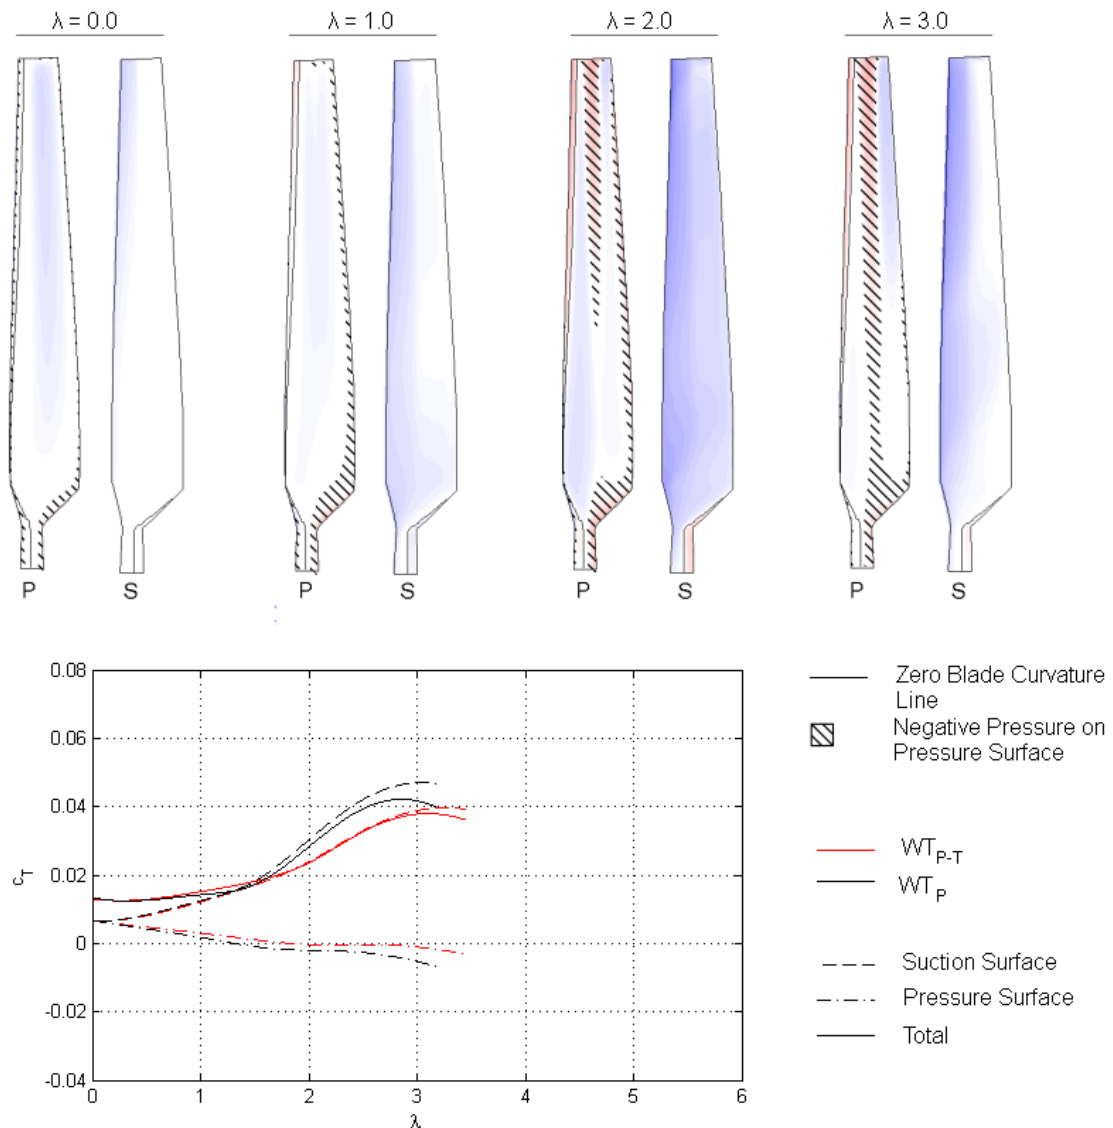 λ = 0.0
λ = 1.0
λ = 2.0
λ = 3.0
P
S
P
S
P
S
P
S
0.08
0.06
0.04
0.02
0
-0.02
-0.04
c_T
0
1
2
3
4
5
6
λ
Zero Blade Curvature
Line
Negative Pressure on
Pressure Surface
WT_P-T
WT_P
Suction Surface
Pressure Surface
Total